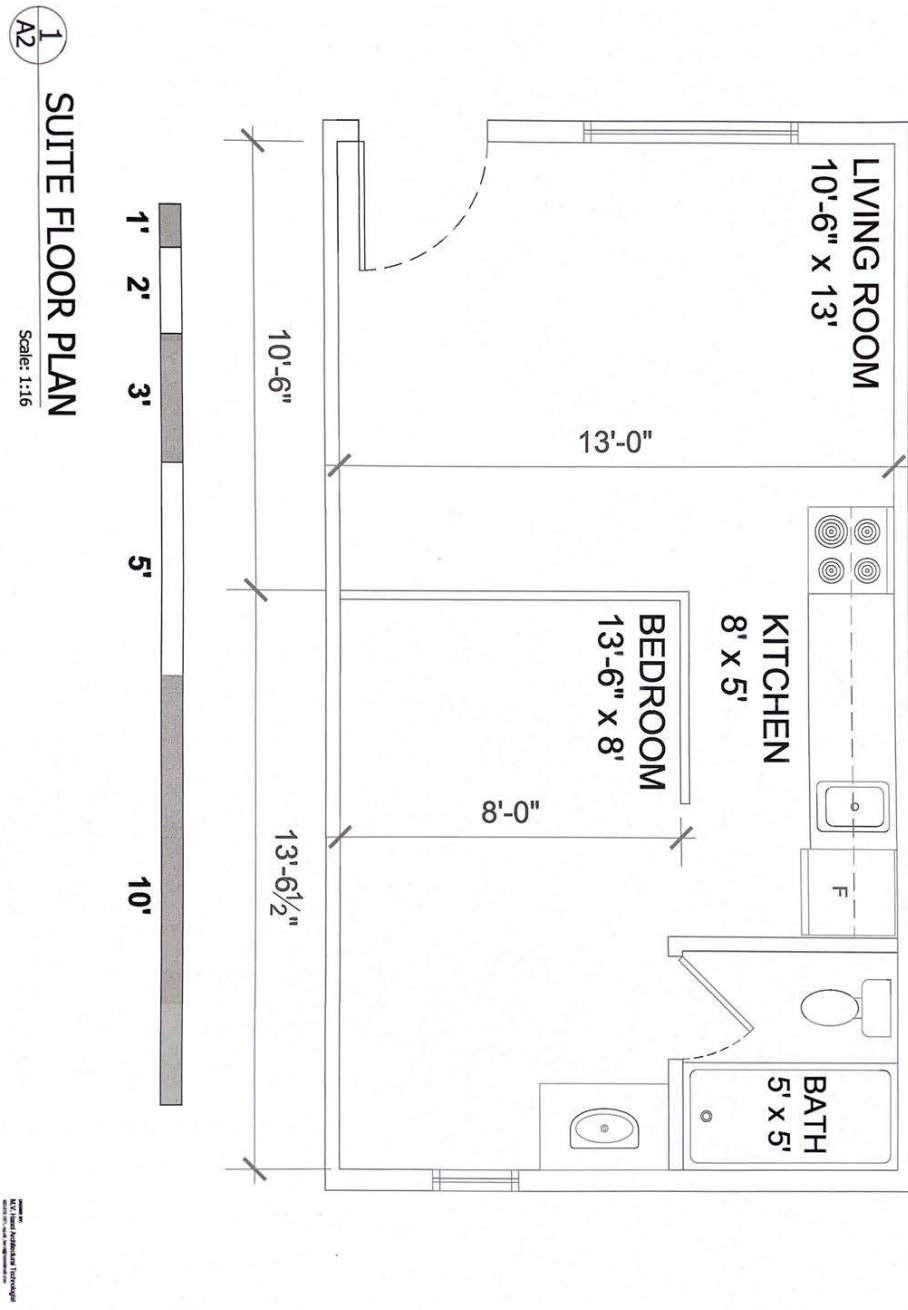 LIVING ROOM
10'-6" x 13'
13'-0"
KITCHEN
8' x 5'
F
BATH
5' x 5'
BEDROOM
13'-6" x 8'
8'-0"
10'-6"
13'-6½"
1' 2' 3' 5' 10'
1
A2
SUITE FLOOR PLAN
Scale: 1:16